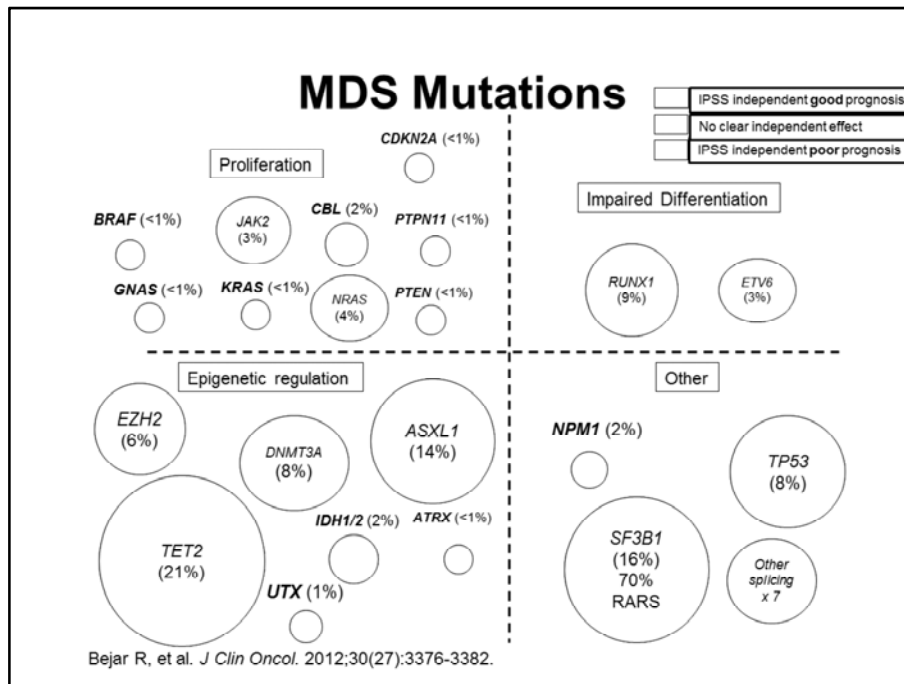 MDS Mutations
IPSS independent good prognosis
No clear independent effect
IPSS independent poor prognosis
Proliferation
CDKN2A (<1%)
BRAF (<1%)
JAK2
(3%)
CBL (2%)
PTPN11 (<1%)
GNAS (<1%)
KRAS (<1%)
NRAS
(4%)
PTEN (<1%)
Impaired Differentiation
RUNX1
(9%)
ETV6
(3%)
Epigenetic regulation
EZH2
(6%)
DNMT3A
(8%)
ASXL1
(14%)
TET2
(21%)
IDH1/2 (2%)
ATRX (<1%)
UTX (1%)
Other
NPM1 (2%)
TP53
(8%)
SF3B1
(16%)
70%
RARS
Other
splicing
x 7
Bejar R, et al. J Clin Oncol. 2012;30(27):3376-3382.